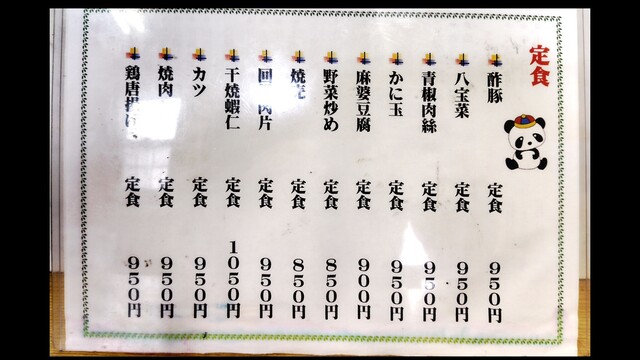 定食
酢豚 定食 950円
八宝菜 定食 950円
青椒肉絲 定食 950円
かに玉 定食 950円
麻婆豆腐 定食 900円
野菜炒め 定食 850円
焼売 定食 850円
回 肉片 定食 950円
干焼蝦仁 定食 1050円
カツ 定食 950円
焼肉 定食 950円
鶏唐揚げ 定食 950円